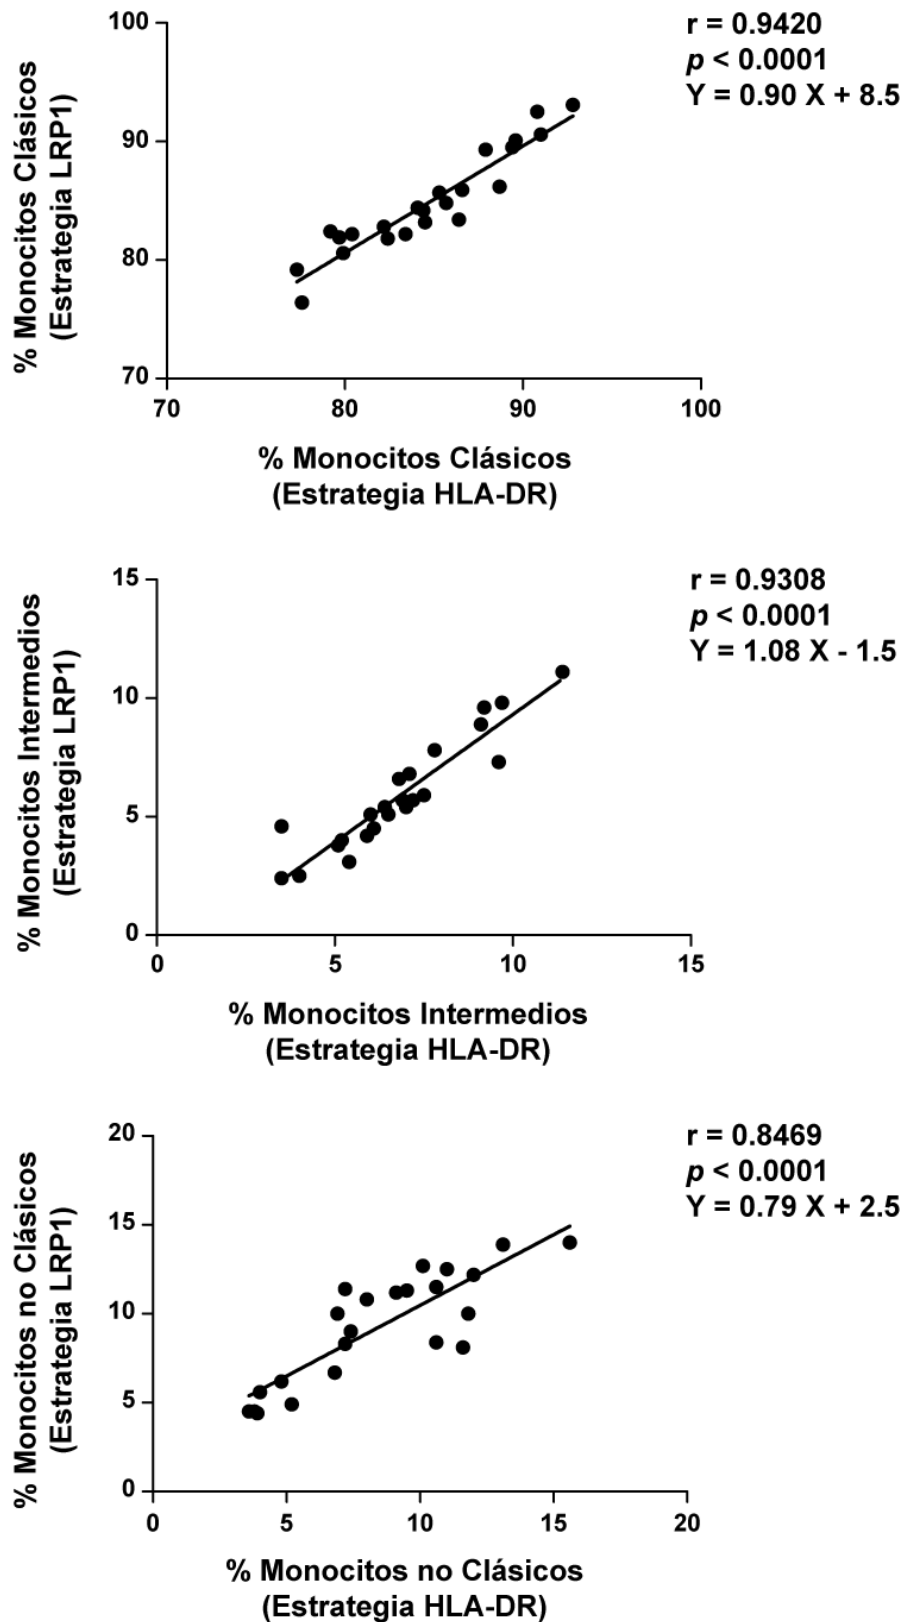 r = 0.9420
p < 0.0001
Y = 0.90 X + 8.5
% Monocitos Clásicos
(Estrategia LRP1)
100
90
80
70
70 80 90 100
% Monocitos Clásicos
(Estrategia HLA-DR)
r = 0.9308
p < 0.0001
Y = 1.08 X - 1.5
% Monocitos Intermedios
(Estrategia LRP1)
15
10
5
0
0 5 10 15
% Monocitos Intermedios
(Estrategia HLA-DR)
r = 0.8469
p < 0.0001
Y = 0.79 X + 2.5
% Monocitos no Clásicos
(Estrategia LRP1)
20
15
10
5
0
0 5 10 15 20
% Monocitos no Clásicos
(Estrategia HLA-DR)